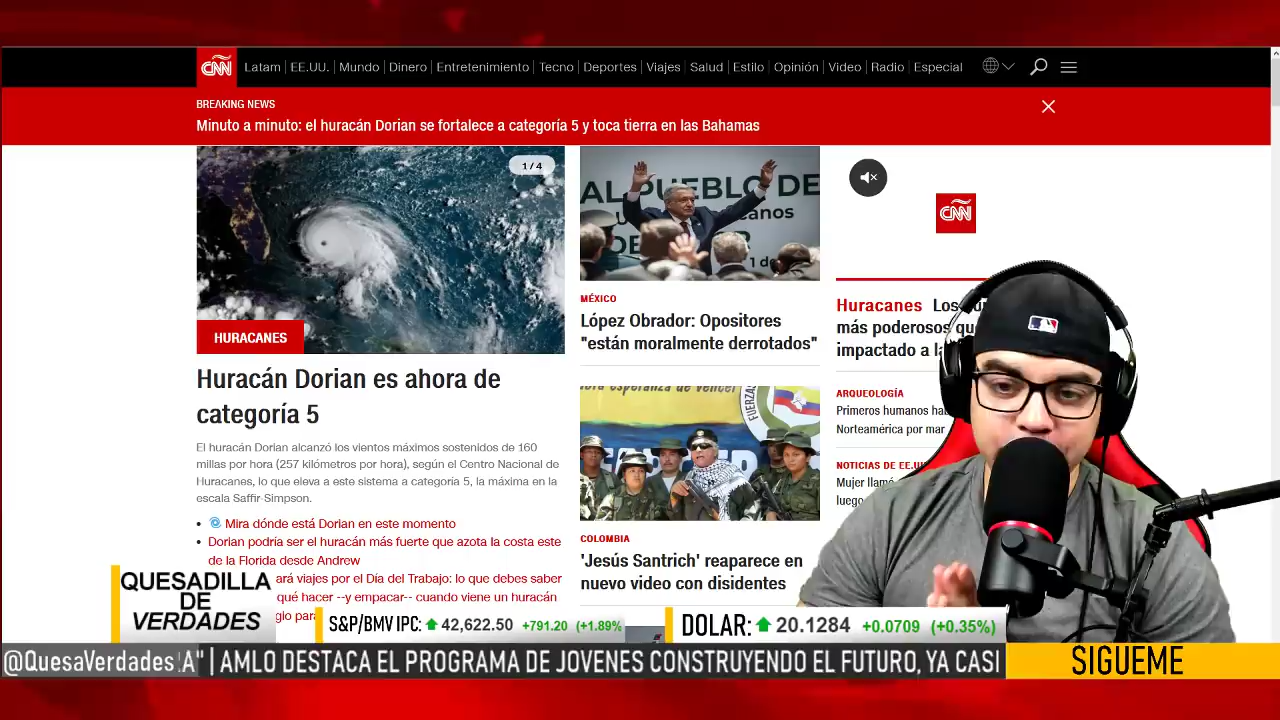 CNN
Latam | EE.UU. | Mundo | Dinero | Entretenimiento | Tecno | Deportes | Viajes | Salud | Estilo | Opinión | Video | Radio | Especial
BREAKING NEWS
Minuto a minuto: el huracán Dorian se fortalece a categoría 5 y toca tierra en las Bahamas
1 / 4
HURACANES
Huracán Dorian es ahora de
categoría 5
El huracán Dorian alcanzó los vientos máximos sostenidos de 160
millas por hora (257 kilómetros por hora), según el Centro Nacional de
Huracanes, lo que eleva a este sistema a categoría 5, la máxima en la
escala Saffir-Simpson.
Mira dónde está Dorian en este momento
Dorian podría ser el huracán más fuerte que azota la costa este
de la Florida desde Andrew
ará viajes por el Día del Trabajo: lo que debes saber
qué hacer --y empacar-- cuando viene un huracán
AL PUEBLO DE
MÉXICO
López Obrador: Opositores
"están moralmente derrotados"
COLOMBIA
'Jesús Santrich' reaparece en
nuevo video con disidentes
CNN
Huracanes Los
más poderosos
impactado a
ARQUEOLOGÍA
Primeros humanos
Norteamérica por mar
NOTICIAS DE EE.UU
Mujer llamó
luego
QUESADILLA
DE
VERDADES
S&P/BMV IPC: 42,622.50 +791.20 (+1.89%)
DOLAR: 20.1284 +0.0709 (+0.35%)
@QuesaVerdades A" | AMLO DESTACA EL PROGRAMA DE JOVENES CONSTRUYENDO EL FUTURO, YA CASI
SIGUEME